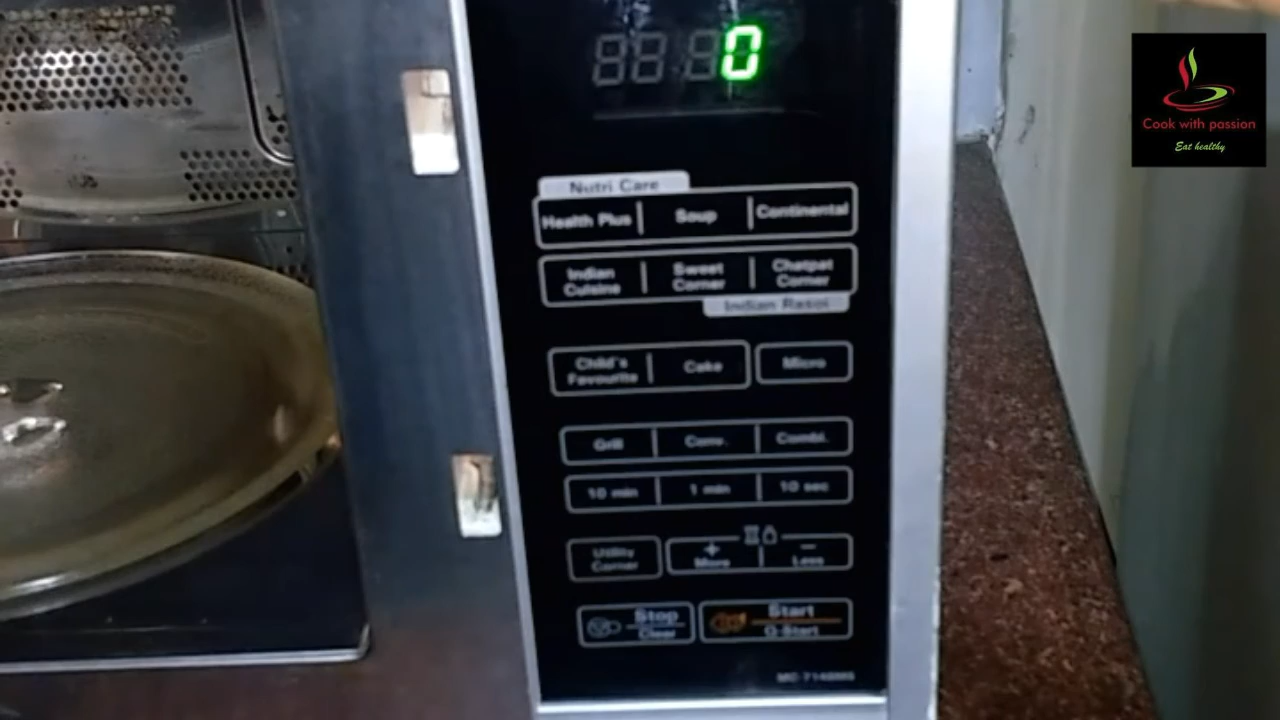 0
Cook with passion
Eat healthy
Nutri Care
Health Plus
Soup
Continental
Indian Cuisine
Sweet Corner
Chatpat Corner
Indian Rasoi
Child's Favourite
Cake
Micro
Grill
Conv.
Combi.
10 min
1 min
10 sec
Utility Corner
+ More
− Less
Stop
Clear
Start
Q-Start